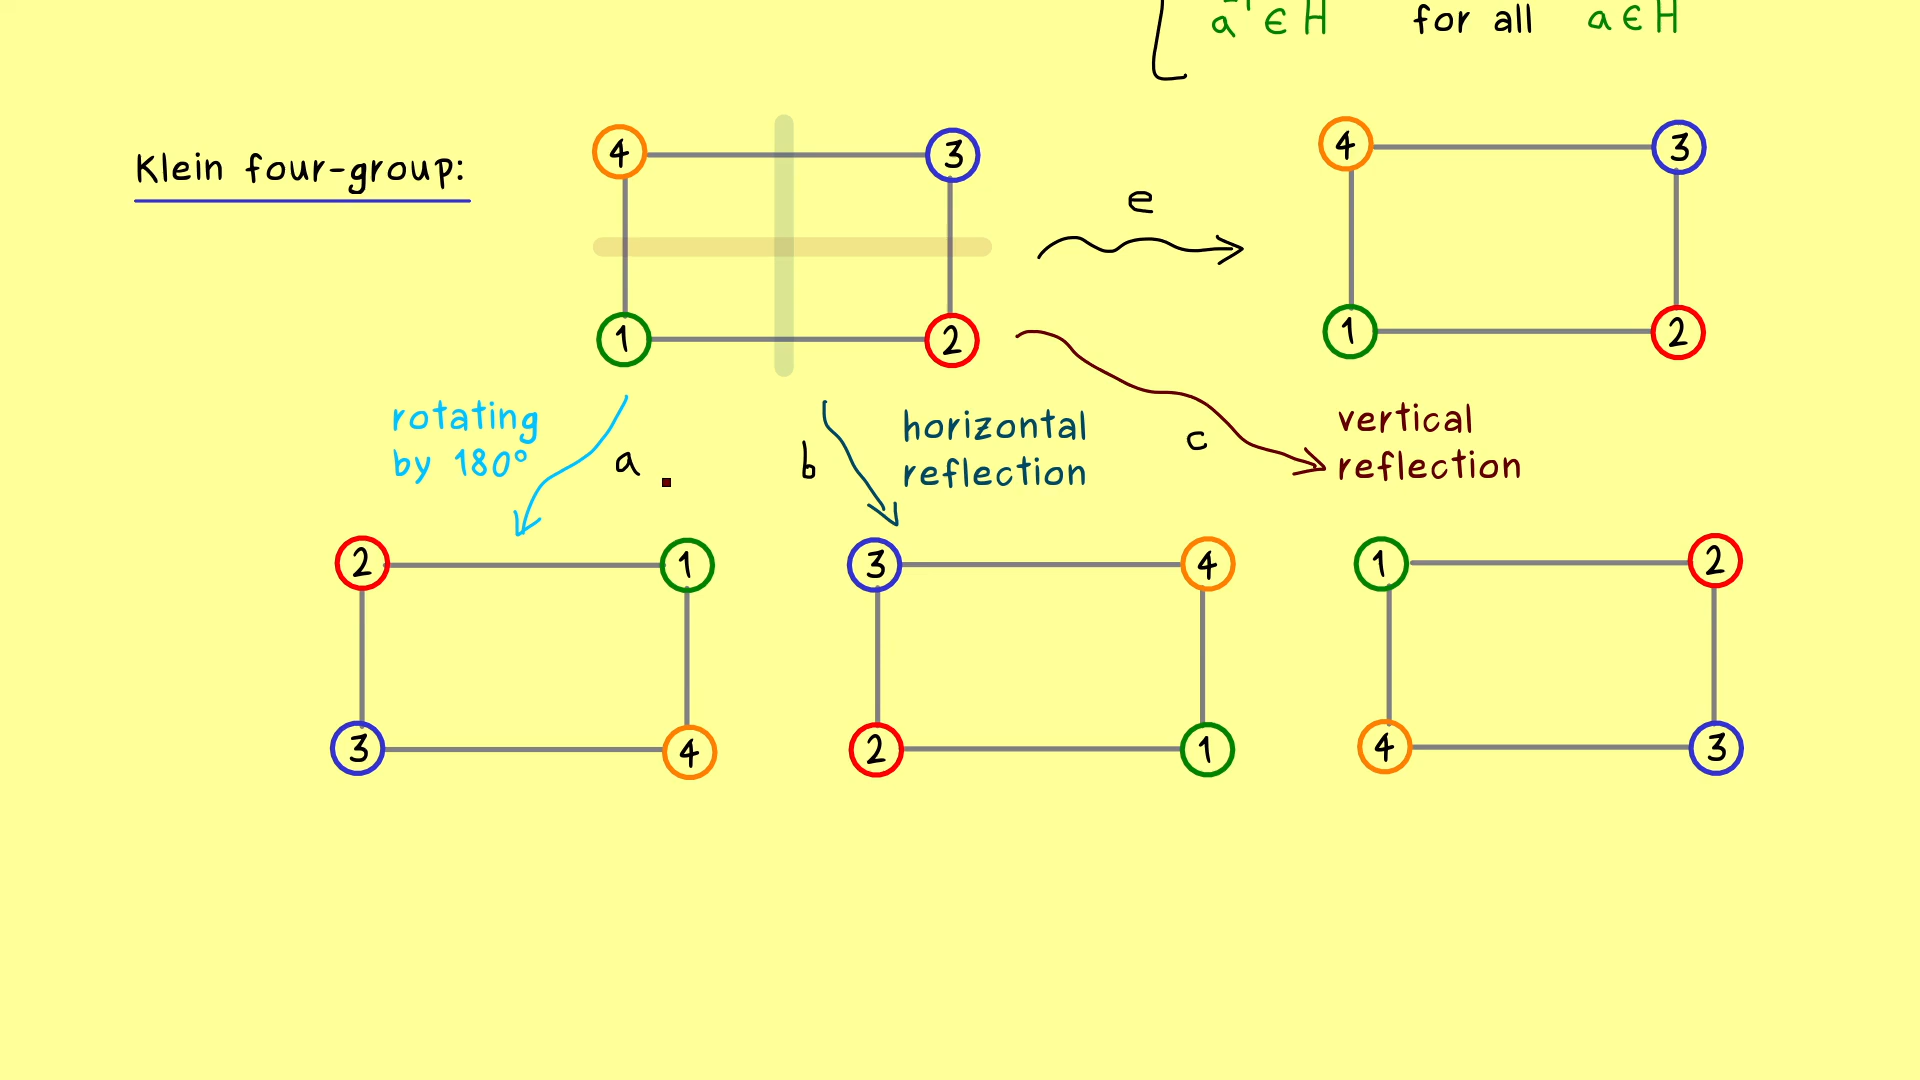 a⁻¹ ∈ H for all a ∈ H
Klein four-group:
4 3
1 2
e
4 3
1 2
rotating
by 180°
a
b
horizontal
reflection
c
vertical
reflection
2 1
3 4
3 4
2 1
1 2
4 3